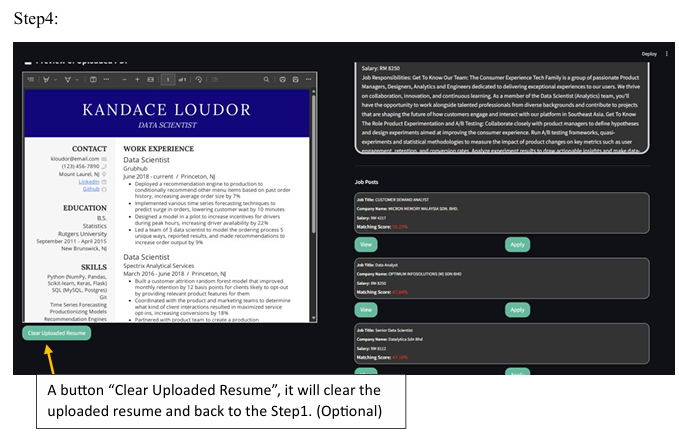 Step4:
Deploy
Preview of Uploaded PDF
1 of 1
KANDACE LOUDOR
DATA SCIENTIST
CONTACT
kloudor@email.com
(123) 456-7890
Mount Laurel, NJ
LinkedIn
Github
EDUCATION
B.S.
Statistics
Rutgers University
September 2011 - April 2015
New Brunswick, NJ
SKILLS
Python (NumPy, Pandas,
Scikit-learn, Keras, Flask)
SQL (MySQL, Postgres)
Git
Time Series Forecasting
Productionizing Models
Recommendation Engines
WORK EXPERIENCE
Data Scientist
Grubhub
June 2018 - current / Princeton, NJ
• Deployed a recommendation engine to production to
conditionally recommend other menu items based on past order
history, increasing average order size by 7%
• Implemented various time series forecasting techniques to
predict surge in orders, lowering customer wait by 10 minutes
• Designed a model in a pilot to increase incentives for drivers
during peak hours, increasing driver availability by 22%
• Led a team of 3 data scientist to model the ordering process 5
unique ways, reported results, and made recommendations to
increase order output by 9%
Data Scientist
Spectrix Analytical Services
March 2016 - June 2018 / Princeton, NJ
• Built a customer attrition random forest model that improved
monthly retention by 12 basis points for clients likely to opt-out
by providing relevant product features for them
• Coordinated with the product and marketing teams to determine
what kind of client interactions resulted in maximized service
opt-ins, increasing conversions by 18%
• Partnered with product team to create a production
Clear Uploaded Resume
Salary: RM 8250
Job Responsibilities: Get To Know Our Team: The Consumer Experience Tech Family is a group of passionate Product
Managers, Designers, Analytics and Engineers dedicated to delivering exceptional experiences to our users. We thrive
on collaboration, innovation, and continuous learning. As a member of the Data Scientist (Analytics) team, you'll
have the opportunity to work alongside talented professionals from diverse backgrounds and contribute to projects
that are shaping the future of how customers engage and interact with our platform in Southeast Asia. Get To Know
The Role Product Experimentation and A/B Testing: Collaborate closely with product managers to define hypotheses
and design experiments aimed at improving the consumer experience. Run A/B testing frameworks, quasi-
experiments and statistical methodologies to measure the impact of product changes on key metrics such as user
engagement, retention, and conversion rates. Analyze experiment results to draw actionable insights and make data-
Job Posts
Job Title: CUSTOMER DEMAND ANALYST
Company Name: MICRON MEMORY MALAYSIA SDN. BHD.
Salary: RM 4317
Matching Score:
View
Apply
Job Title: Data Analyst
Company Name: OPTIMUM INFOSOLUTIONS (M) SDN BHD
Salary: RM 8250
Matching Score:
View
Apply
Job Title: Senior Data Scientist
Company Name: Datalytica Sdn Bhd
Salary: RM 8112
Matching Score:
View
Apply
A button “Clear Uploaded Resume”, it will clear the
uploaded resume and back to the Step1. (Optional)